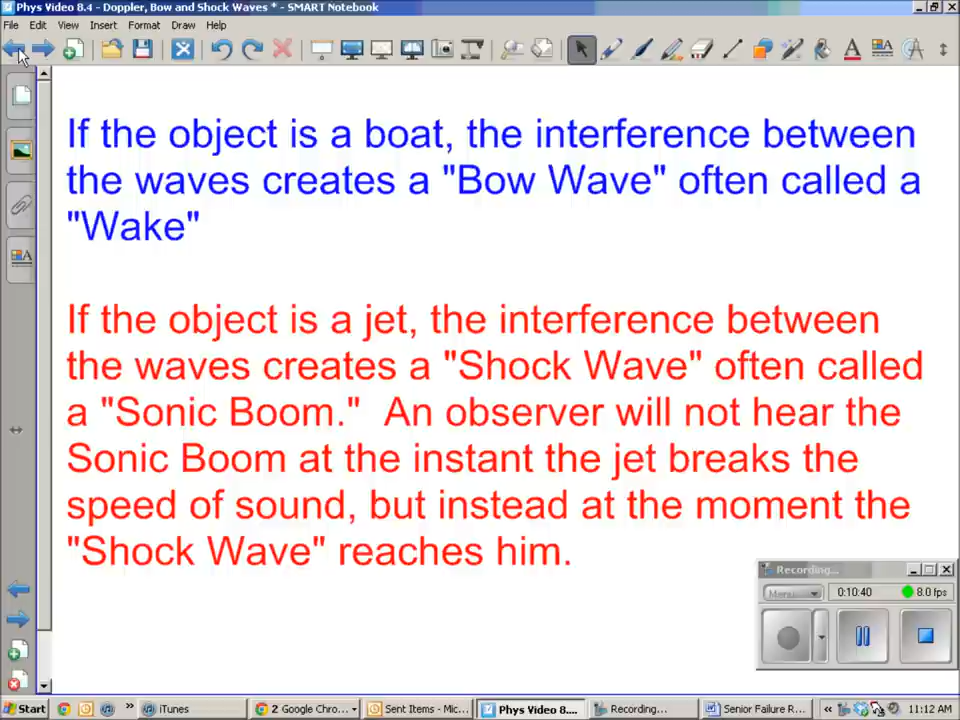 Phys Video 8.4 - Doppler, Bow and Shock Waves * - SMART Notebook
File Edit View Insert Format Draw Help
If the object is a boat, the interference between
the waves creates a "Bow Wave" often called a
"Wake"
If the object is a jet, the interference between
the waves creates a "Shock Wave" often called
a "Sonic Boom." An observer will not hear the
Sonic Boom at the instant the jet breaks the
speed of sound, but instead at the moment the
"Shock Wave" reaches him.
Recording...
Menu 0:10:40 8.0 fps
Start iTunes 2 Google Chro... Sent Items - Mic... Phys Video 8.... Recording... Senior Failure R... 11:12 AM